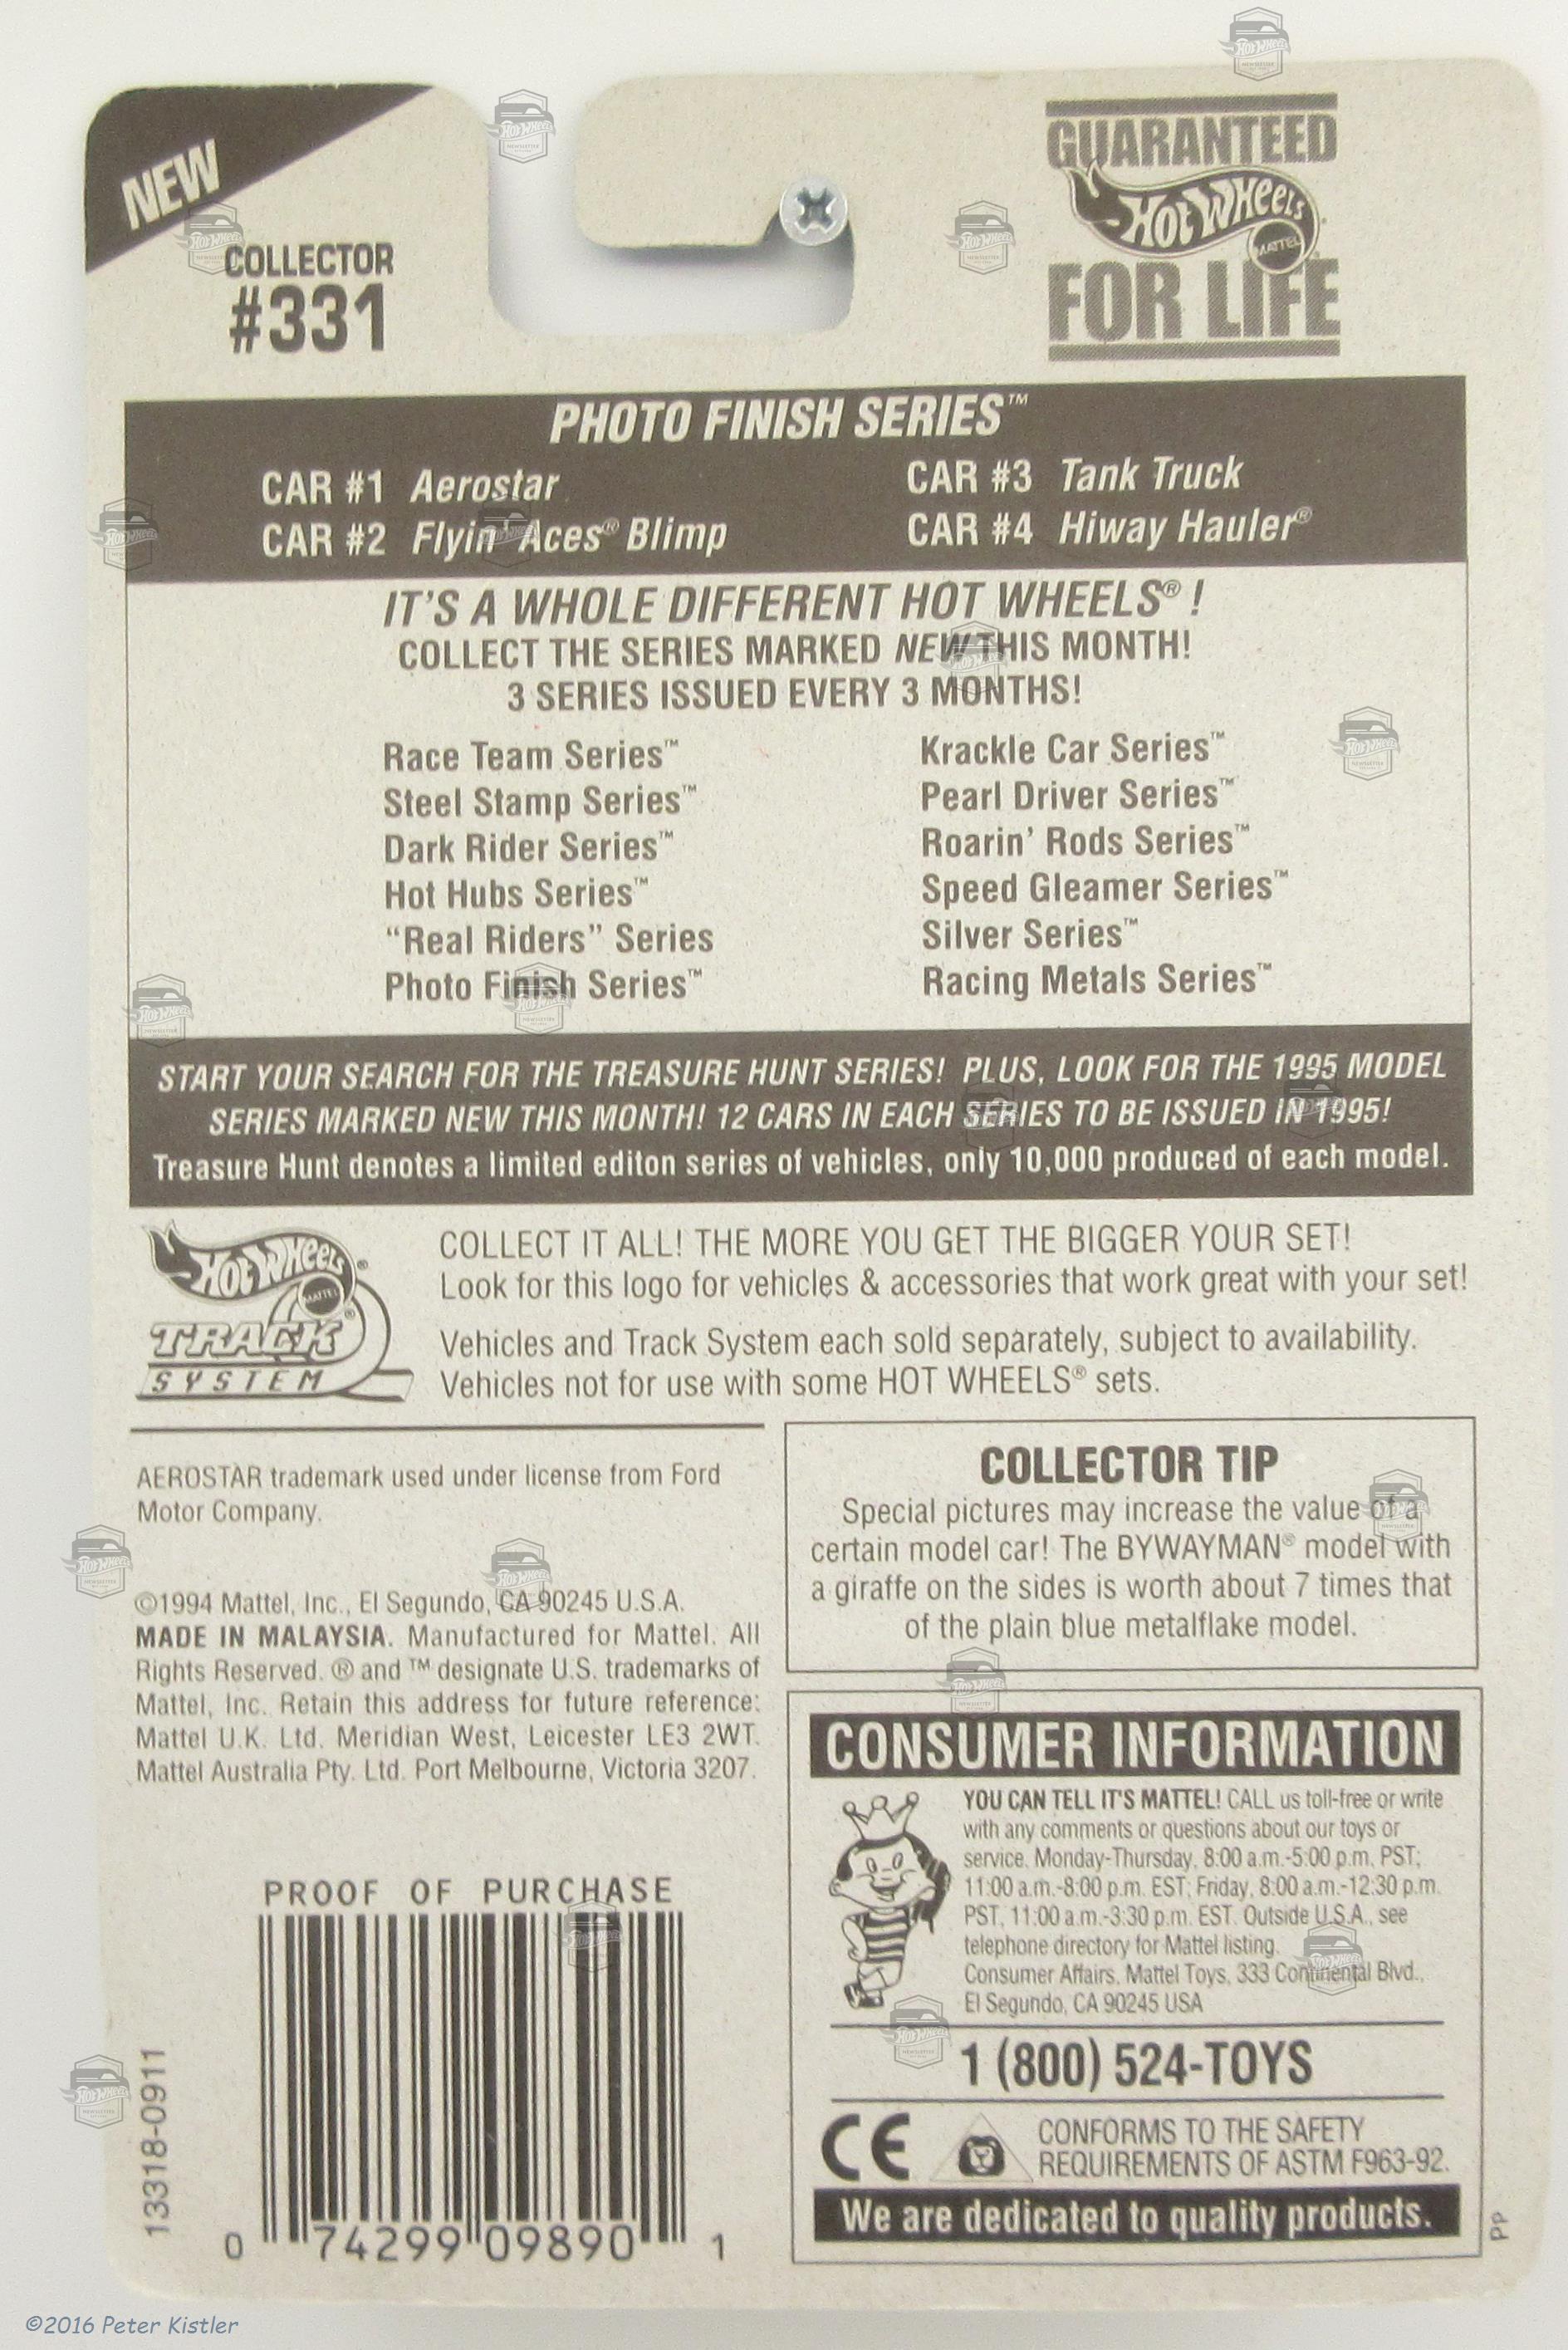 NEW
COLLECTOR
#331
GUARANTEED
HOT WHEELS
MATTEL
FOR LIFE
PHOTO FINISH SERIES™
CAR #1 Aerostar
CAR #2 Flyin' Aces® Blimp
CAR #3 Tank Truck
CAR #4 Hiway Hauler®
IT'S A WHOLE DIFFERENT HOT WHEELS® !
COLLECT THE SERIES MARKED NEW THIS MONTH!
3 SERIES ISSUED EVERY 3 MONTHS!
Race Team Series™
Steel Stamp Series™
Dark Rider Series™
Hot Hubs Series™
“Real Riders” Series
Photo Finish Series™
Krackle Car Series™
Pearl Driver Series™
Roarin’ Rods Series™
Speed Gleamer Series™
Silver Series™
Racing Metals Series™
START YOUR SEARCH FOR THE TREASURE HUNT SERIES! PLUS, LOOK FOR THE 1995 MODEL
SERIES MARKED NEW THIS MONTH! 12 CARS IN EACH SERIES TO BE ISSUED IN 1995!
Treasure Hunt denotes a limited editon series of vehicles, only 10,000 produced of each model.
HOT WHEELS®
MATTEL®
TRACK
SYSTEM
COLLECT IT ALL! THE MORE YOU GET THE BIGGER YOUR SET!
Look for this logo for vehicles & accessories that work great with your set!
Vehicles and Track System each sold separately, subject to availability.
Vehicles not for use with some HOT WHEELS® sets.
AEROSTAR trademark used under license from Ford
Motor Company.
©1994 Mattel, Inc., El Segundo, CA 90245 U.S.A.
MADE IN MALAYSIA. Manufactured for Mattel. All
Rights Reserved. ® and ™ designate U.S. trademarks of
Mattel, Inc. Retain this address for future reference:
Mattel U.K. Ltd. Meridian West, Leicester LE3 2WT.
Mattel Australia Pty. Ltd. Port Melbourne, Victoria 3207.
COLLECTOR TIP
Special pictures may increase the value of a
certain model car! The BYWAYMAN® model with
a giraffe on the sides is worth about 7 times that
of the plain blue metalflake model.
CONSUMER INFORMATION
YOU CAN TELL IT'S MATTEL! CALL us toll-free or write
with any comments or questions about our toys or
service. Monday-Thursday, 8:00 a.m.-5:00 p.m. PST;
11:00 a.m.-8:00 p.m. EST; Friday, 8:00 a.m.-12:30 p.m.
PST, 11:00 a.m.-3:30 p.m. EST. Outside U.S.A., see
telephone directory for Mattel listing.
Consumer Affairs, Mattel Toys, 333 Continental Blvd.,
El Segundo, CA 90245 USA
1 (800) 524-TOYS
CE
CONFORMS TO THE SAFETY
REQUIREMENTS OF ASTM F963-92.
We are dedicated to quality products.
PP
PROOF OF PURCHASE
0 74299 09890 1
13318-0911
©2016 Peter Kistler